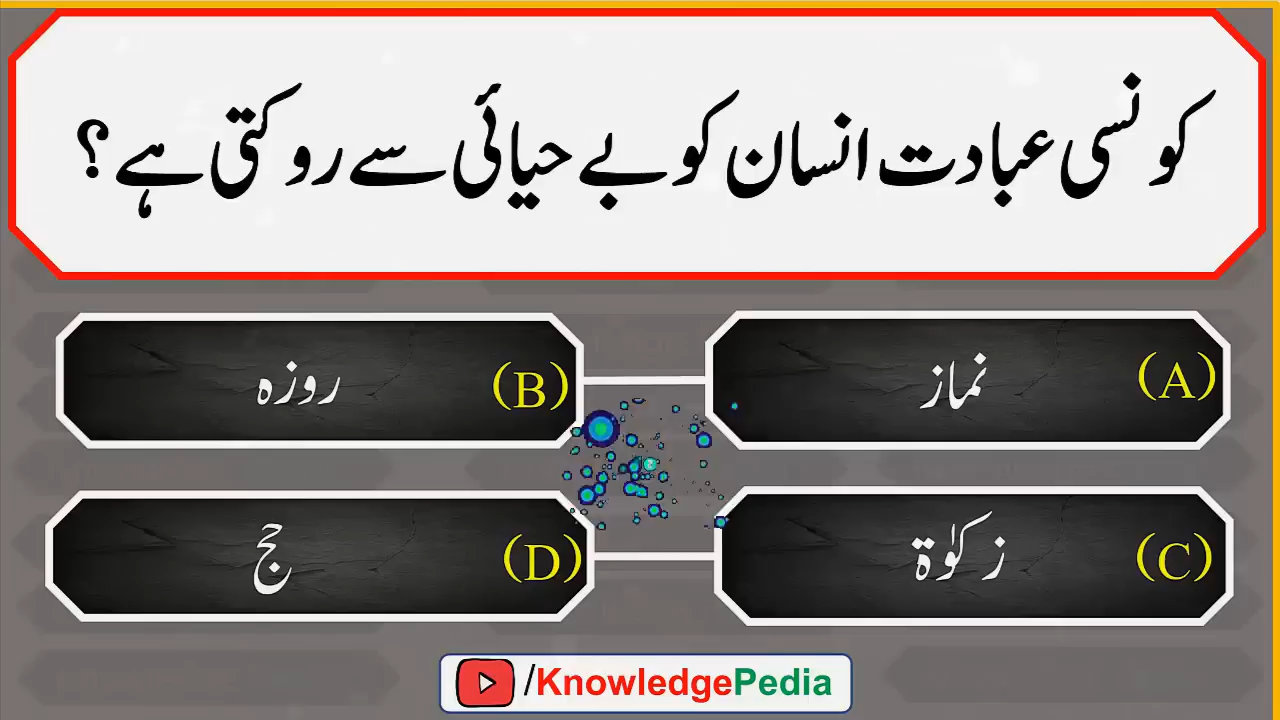 کونسی عبادت انسان کو بے حیائی سے روکتی ہے؟
(A) نماز
(B) روزہ
(C) زکوٰۃ
(D) حج
/KnowledgePedia